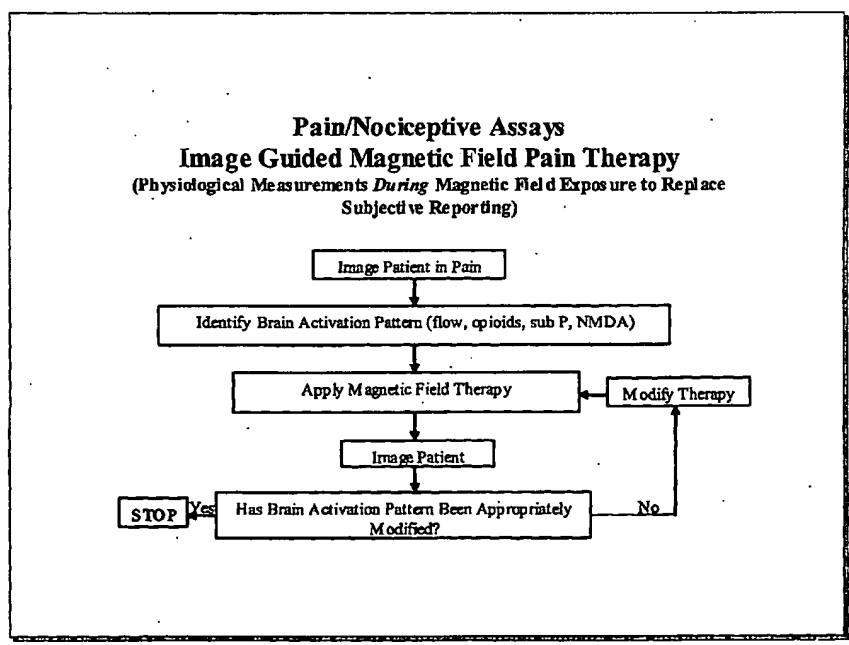 Pain/Nociceptive Assays
Image Guided Magnetic Field Pain Therapy
(Physiological Measurements During Magnetic Field Exposure to Replace
Subjective Reporting)
Image Patient in Pain
Identify Brain Activation Pattern (flow, opioids, sub P, NMDA)
Apply Magnetic Field Therapy
Modify Therapy
Image Patient
STOP
Yes
Has Brain Activation Pattern Been Appropriately
Modified?
No